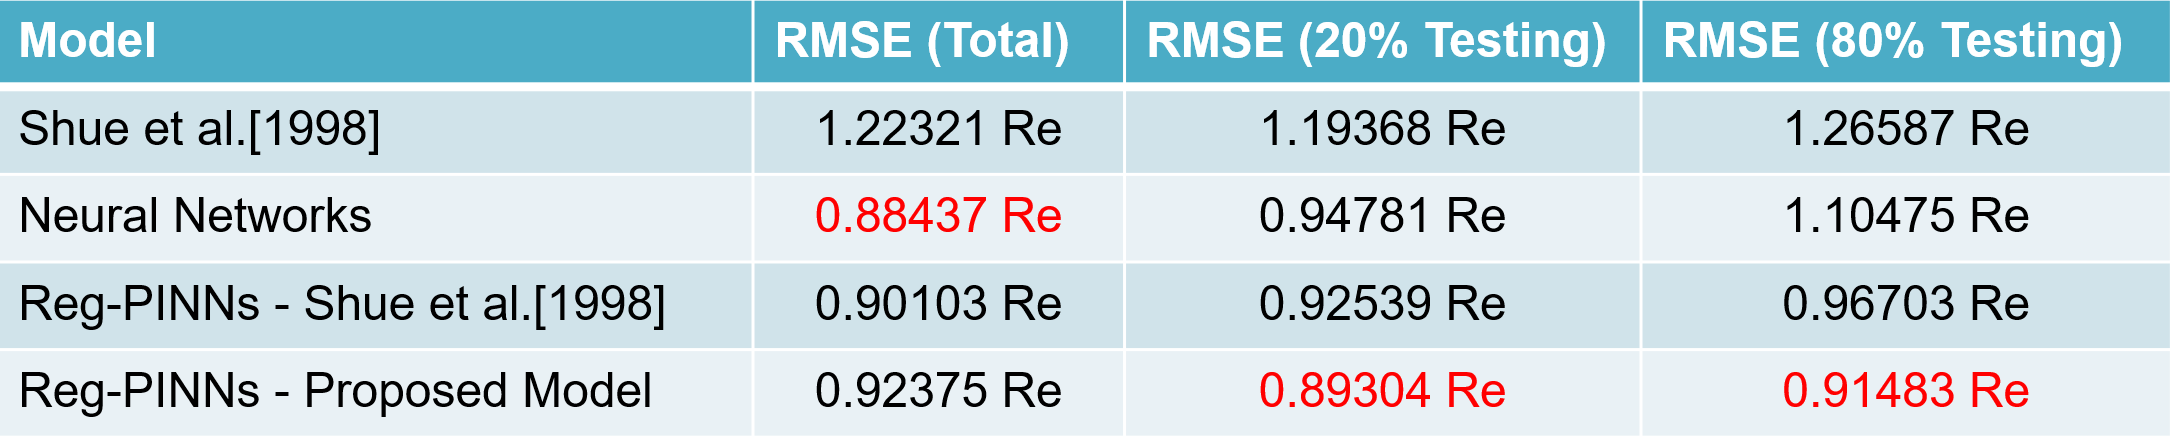 Model RMSE (Total) RMSE (20% Testing) RMSE (80% Testing)
Shue et al.[1998] 1.22321 Re 1.19368 Re 1.26587 Re
Neural Networks 0.88437 Re 0.94781 Re 1.10475 Re
Reg-PINNs - Shue et al.[1998] 0.90103 Re 0.92539 Re 0.96703 Re
Reg-PINNs - Proposed Model 0.92375 Re 0.89304 Re 0.91483 Re